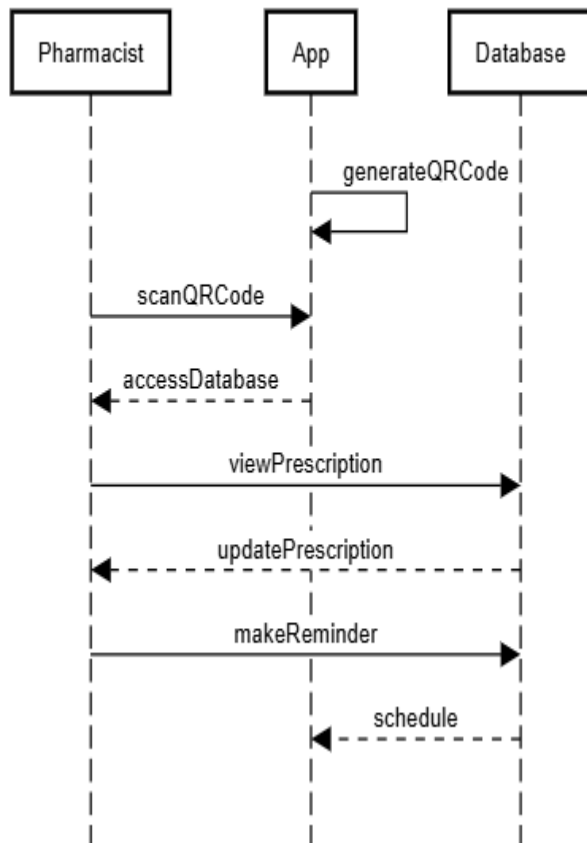 Pharmacist
App
Database
generateQRCode
scanQRCode
accessDatabase
viewPrescription
updatePrescription
makeReminder
schedule